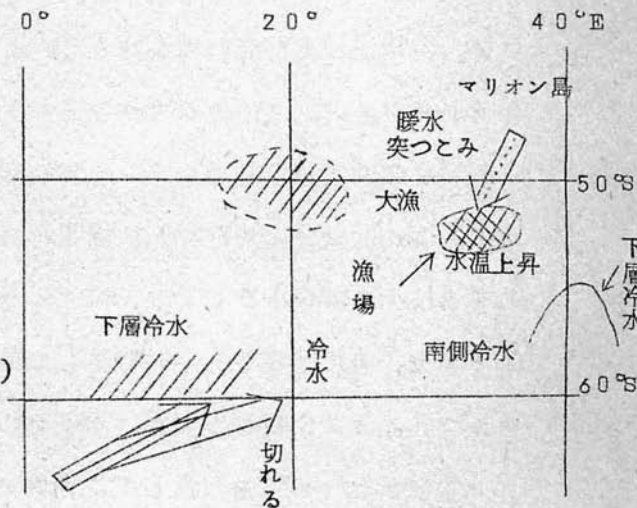 0° 20° 40°E
マリオン島
暖水
突つこみ
50°S
大漁
水温上昇
漁場
下層冷水
下層冷水
冷水
南側冷水
)
60°S
切れる